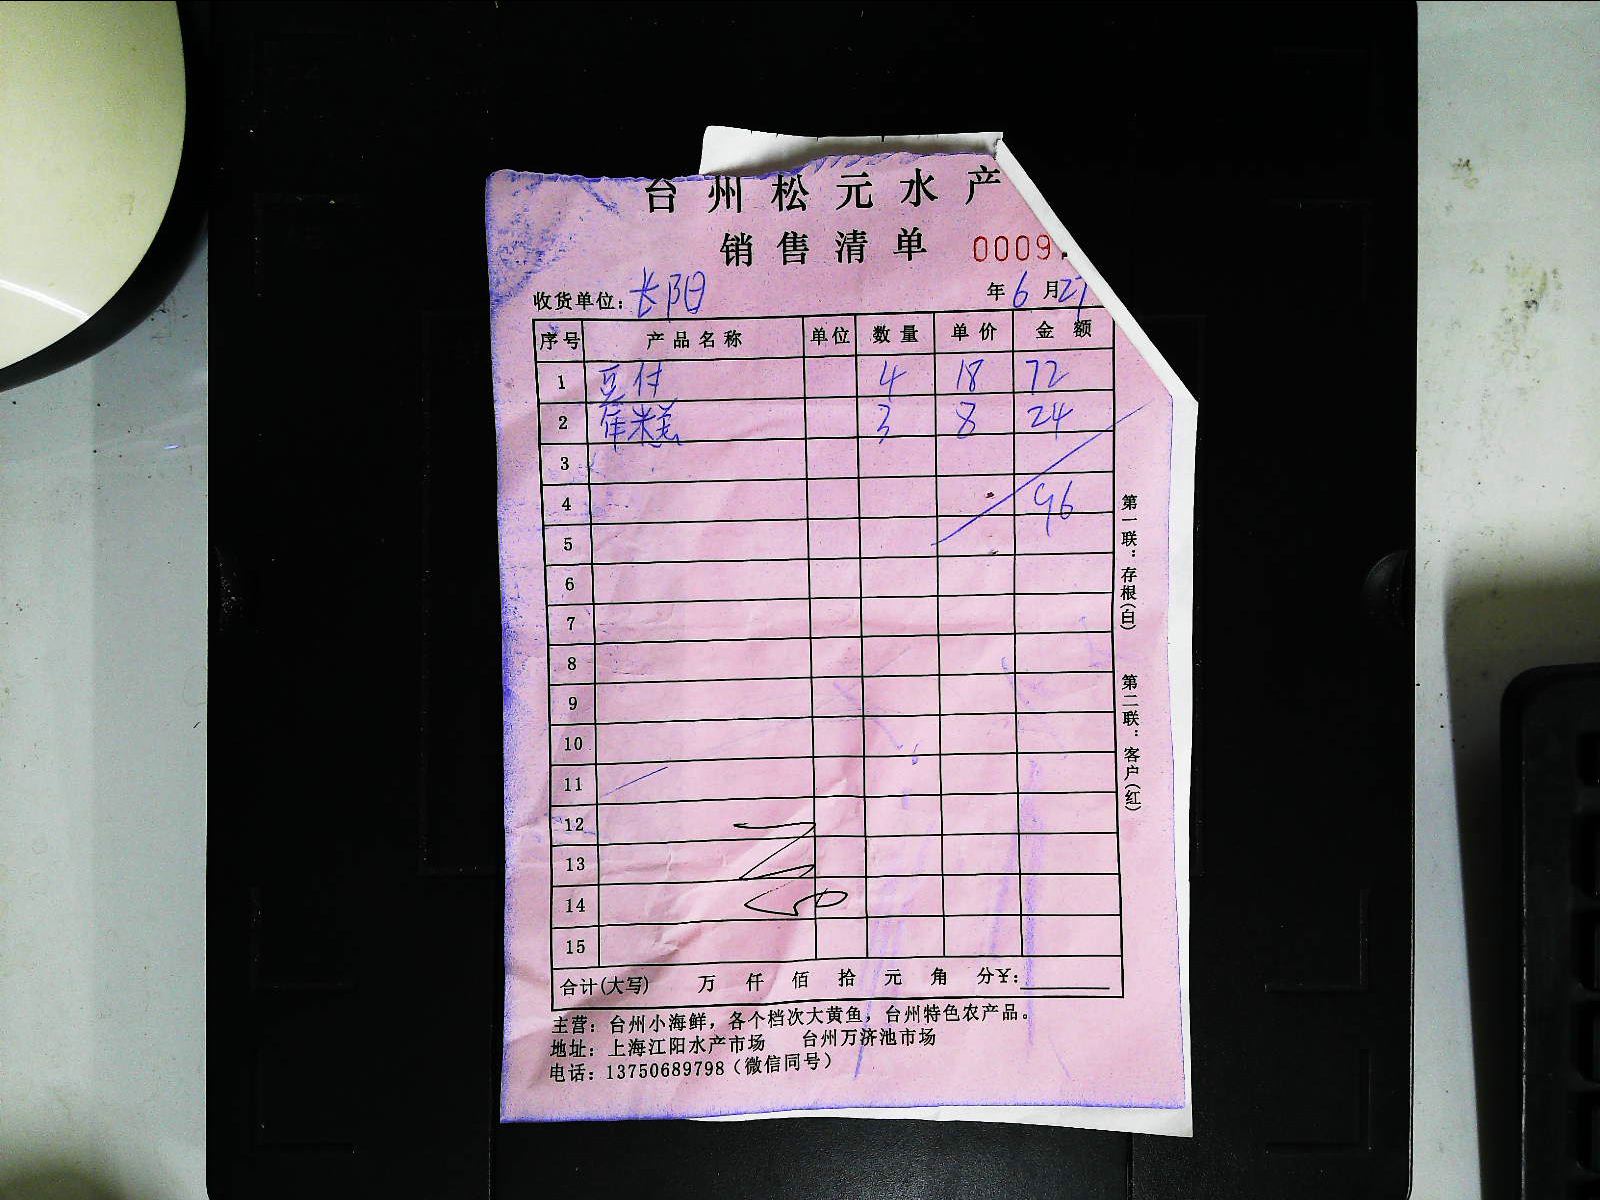 台州松元水产
销售清单 0009
收货单位: 长阳 年 6 月 27
序号 产品名称 单位 数量 单价 金额
1 豆付 4 18 72
2 3 8 24
3
4 96
5
6
7
8
9
10
11
12
13
14
15
合计(大写) 万 仟 佰 拾 元 角 分¥:
主营: 台州小海鲜, 各个档次大黄鱼, 台州特色农产品。
地址: 上海江阳水产市场 台州万济池市场
电话: 13750689798 (微信同号)
第一联: 存根(白)
第二联: 客户(红)